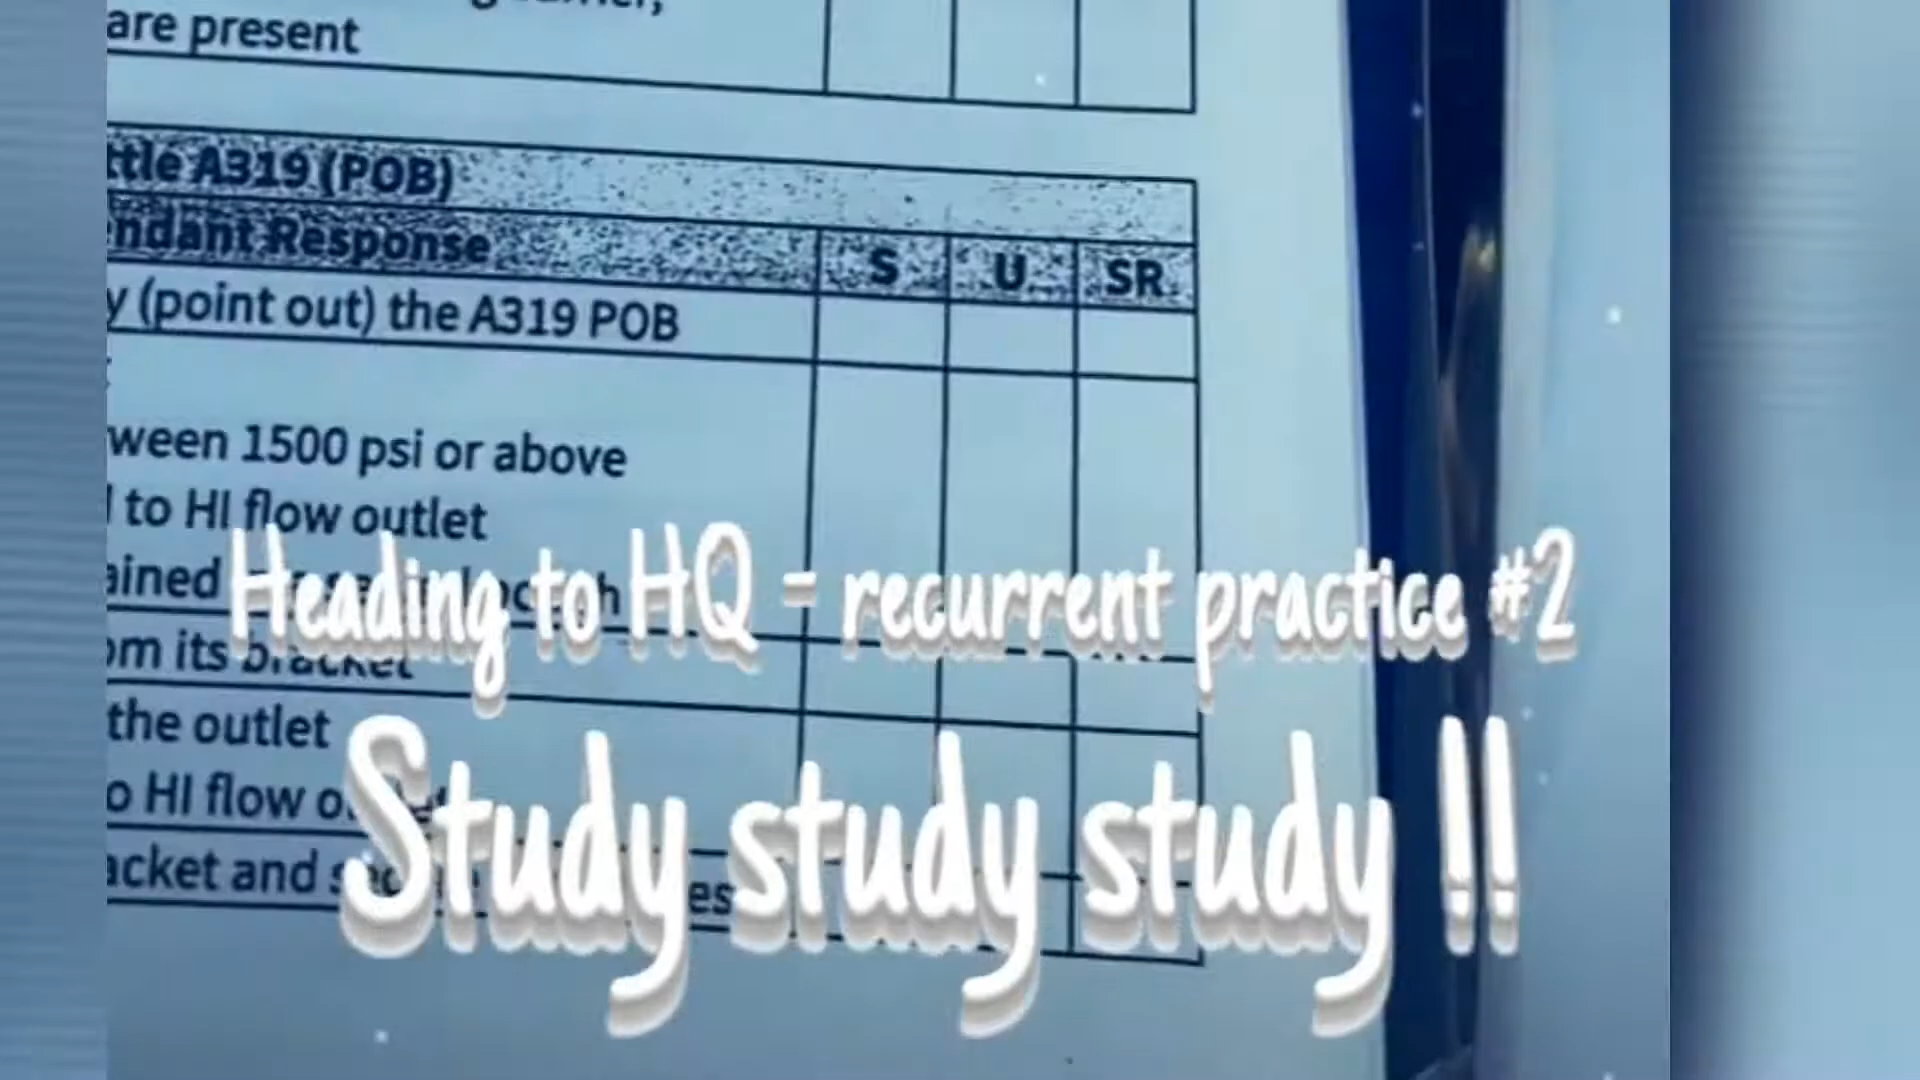 are present
ttle A319 (POB)
ndant Response S U SR
y (point out) the A319 POB
ween 1500 psi or above
to HI flow outlet
ained
Heading to HQ = recurrent practice #2
om its bracket
the outlet
o HI flow
acket and
Study study study !!